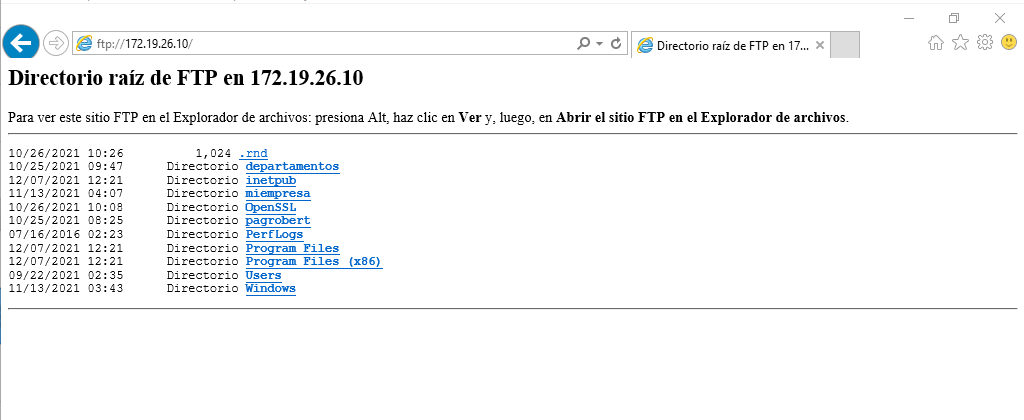 ftp://172.19.26.10/
Directorio raíz de FTP en 17...
Directorio raíz de FTP en 172.19.26.10
Para ver este sitio FTP en el Explorador de archivos: presiona Alt, haz clic en Ver y, luego, en Abrir el sitio FTP en el Explorador de archivos.
10/26/2021 10:26 1,024 .rnd
10/25/2021 09:47 Directorio departamentos
12/07/2021 12:21 Directorio inetpub
11/13/2021 04:07 Directorio miempresa
10/26/2021 10:08 Directorio OpenSSL
10/25/2021 08:25 Directorio pagrobert
07/16/2016 02:23 Directorio PerfLogs
12/07/2021 12:21 Directorio Program Files
12/07/2021 12:21 Directorio Program Files (x86)
09/22/2021 02:35 Directorio Users
11/13/2021 03:43 Directorio Windows